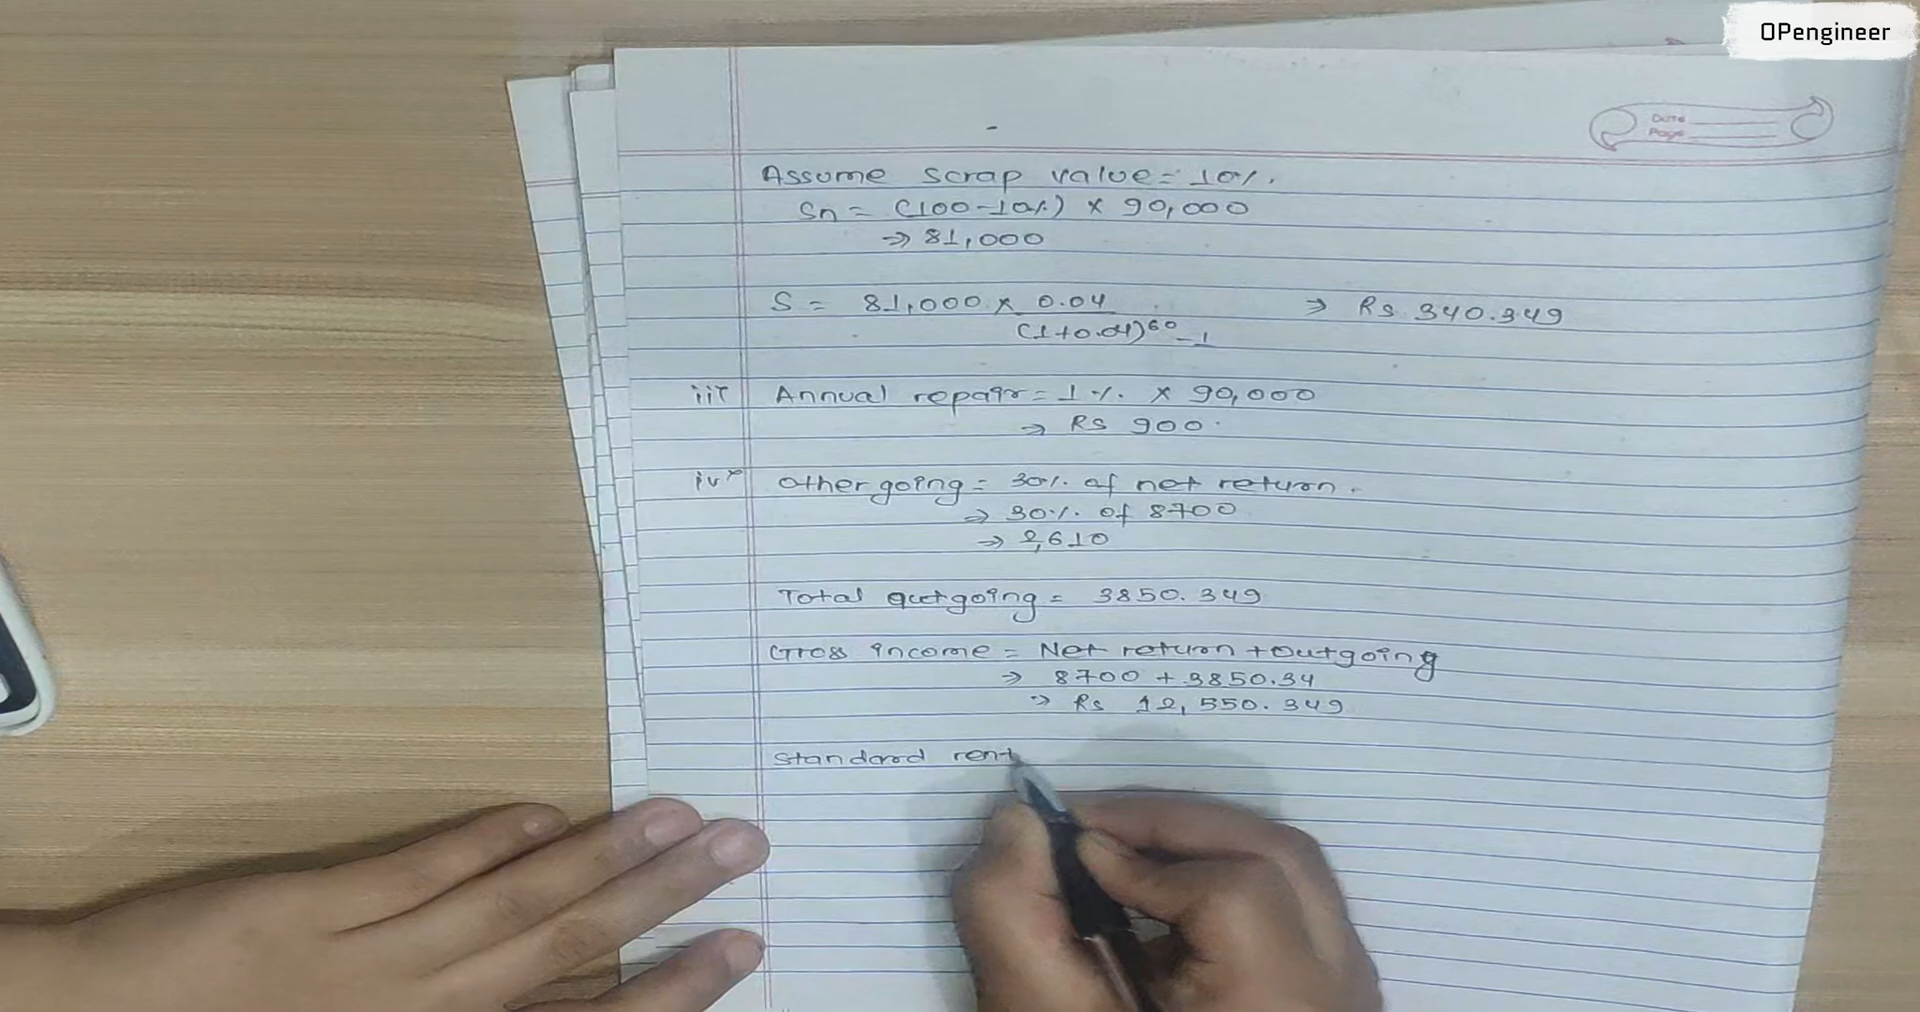 OPengineer
Date
Page
Assume scrap value = 10%.
Sn = (100-10%) × 90,000
⇒ 81,000
S = 81,000 × 0.04 / (1+0.04)^60 - 1 ⇒ Rs 340.349
iii Annual repair = 1 % × 90,000
⇒ RS 900.
iv other going = 30% of net return.
⇒ 30% of 8700
⇒ 2,610
Total outgoing = 3850.349
Gross income = Net return + outgoing
⇒ 8700 + 3850.34
⇒ Rs 12,550.349
standard rent